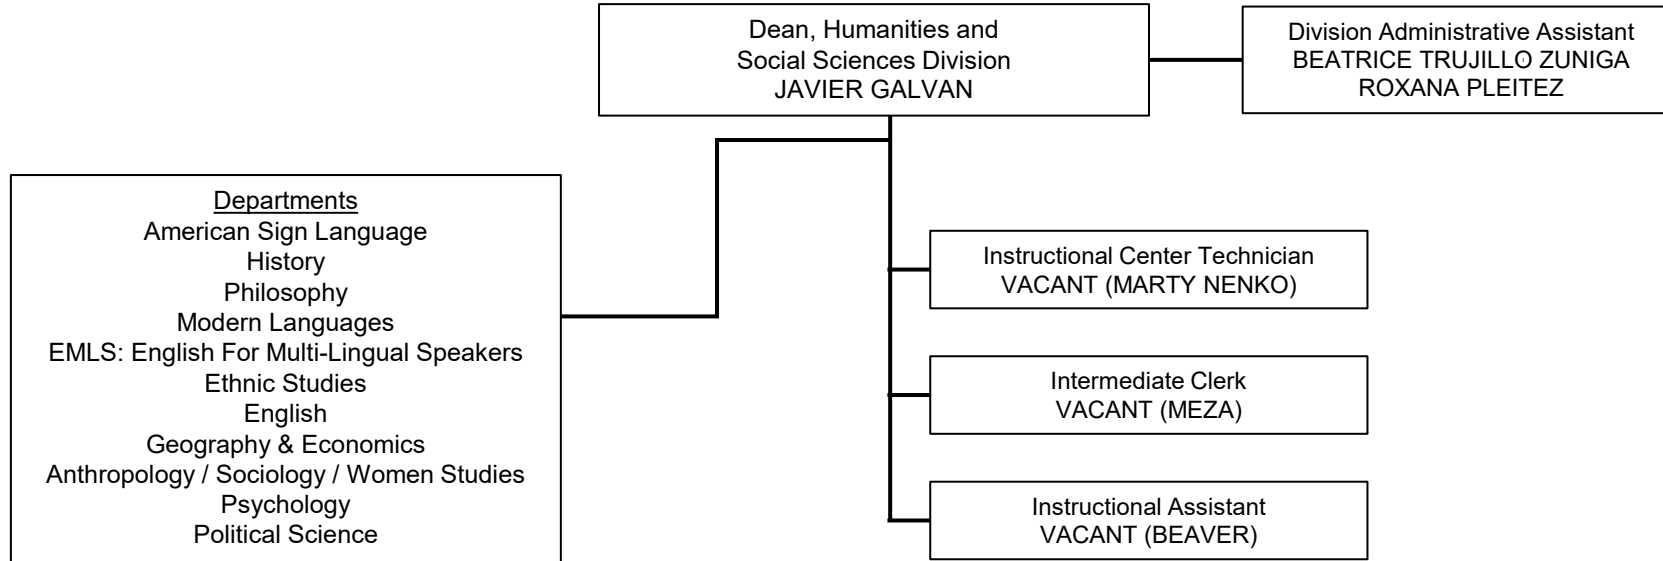 Dean, Humanities and
Social Sciences Division
JAVIER GALVAN
Division Administrative Assistant
BEATRICE TRUJILLO ZUNIGA
ROXANA PLEITEZ
Departments
American Sign Language
History
Philosophy
Modern Languages
EMLS: English For Multi-Lingual Speakers
Ethnic Studies
English
Geography & Economics
Anthropology / Sociology / Women Studies
Psychology
Political Science
Instructional Center Technician
VACANT (MARTY NENKO)
Intermediate Clerk
VACANT (MEZA)
Instructional Assistant
VACANT (BEAVER)